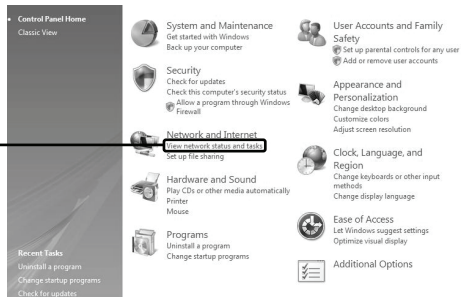 Control Panel Home
Classic View
System and Maintenance
Get started with Windows
Back up your computer
Security
Check for updates
Check this computer's security status
Allow a program through Windows
Firewall
Network and Internet
View network status and tasks
Set up file sharing
Hardware and Sound
Play CDs or other media automatically
Printer
Mouse
Programs
Uninstall a program
Change startup programs
User Accounts and Family
Safety
Set up parental controls for any user
Add or remove user accounts
Appearance and
Personalization
Change desktop background
Customize colors
Adjust screen resolution
Clock, Language, and
Region
Change keyboards or other input
methods
Change display language
Ease of Access
Let Windows suggest settings
Optimize visual display
Additional Options
Recent Tasks
Uninstall a program
Change startup programs
Check for updates